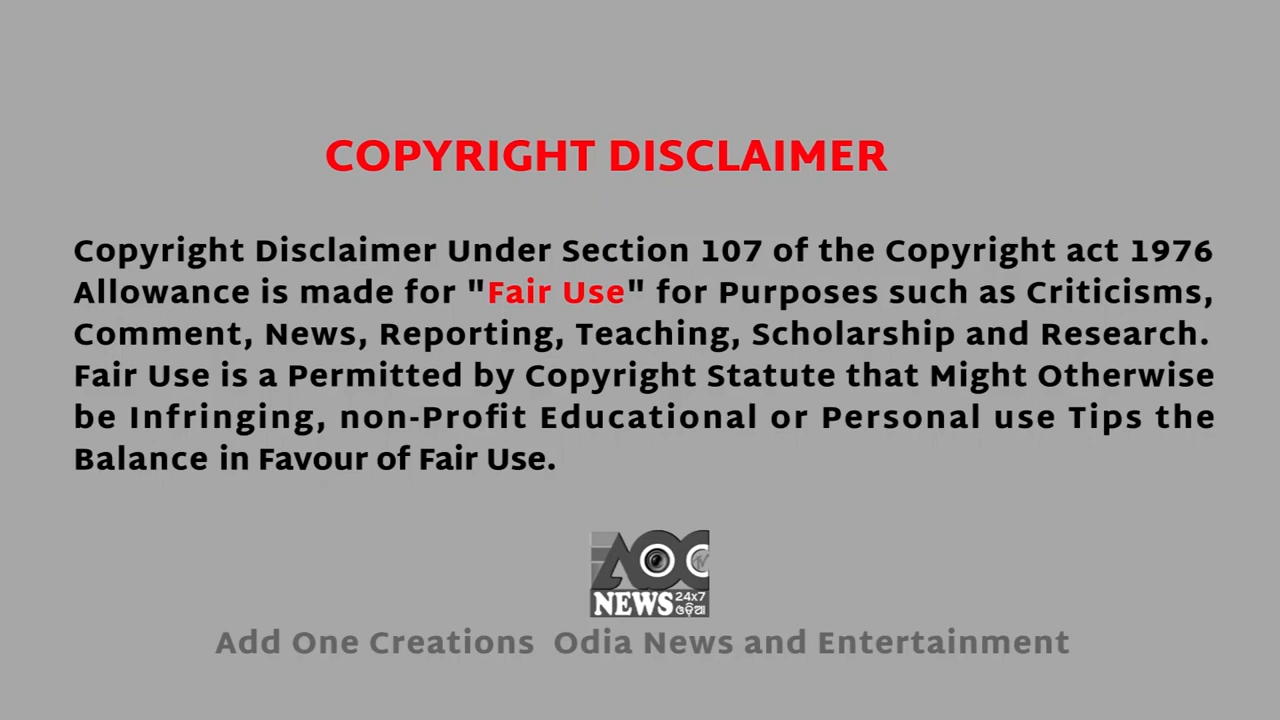 COPYRIGHT DISCLAIMER
Copyright Disclaimer Under Section 107 of the Copyright act 1976
Allowance is made for "Fair Use" for Purposes such as Criticisms,
Comment, News, Reporting, Teaching, Scholarship and Research.
Fair Use is a Permitted by Copyright Statute that Might Otherwise
be Infringing, non-Profit Educational or Personal use Tips the
Balance in Favour of Fair Use.
AOC
TV
NEWS 24x7
ଓଡ଼ିଆ
Add One Creations Odia News and Entertainment